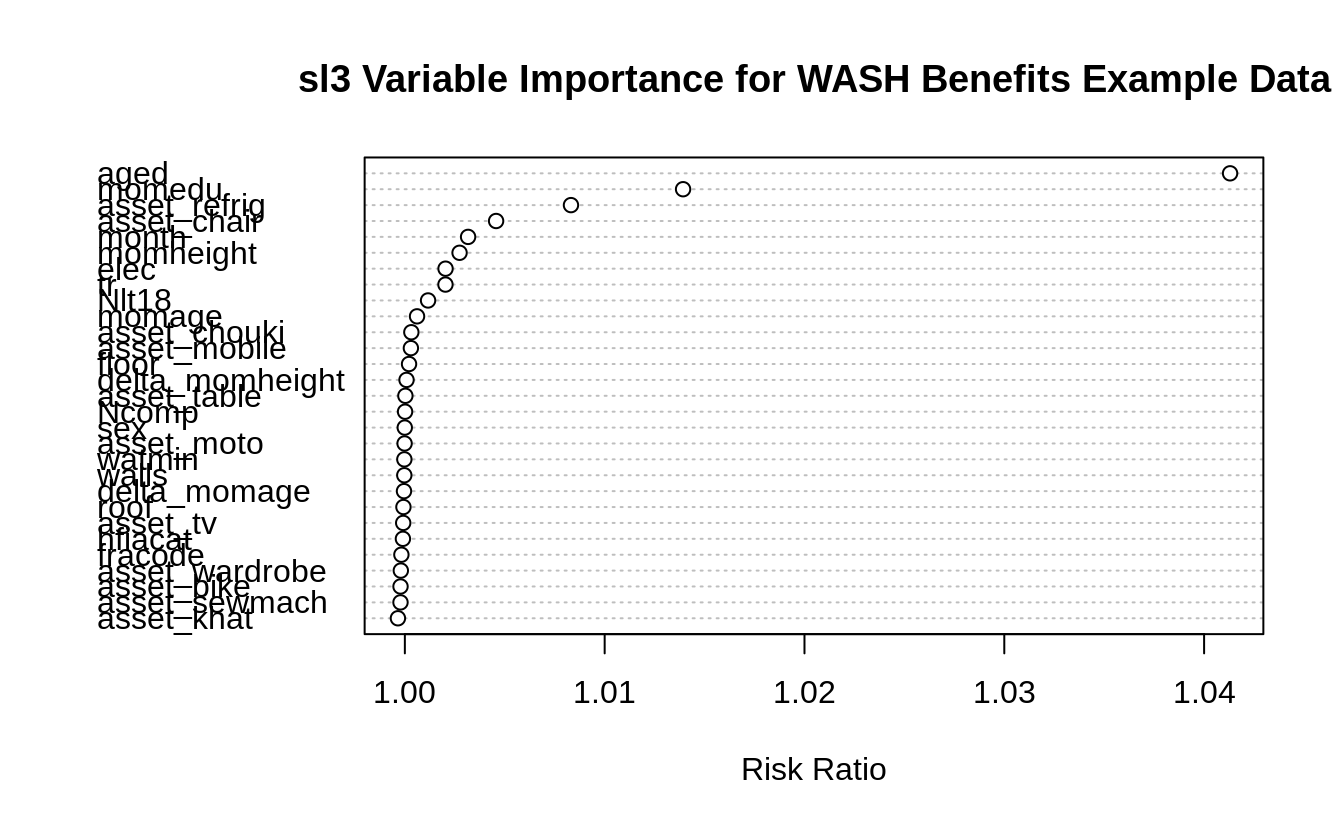 sl3 Variable Importance for WASH Benefits Example Data
aged
momedu
asset_refrig
asset_chair
month
momheight
elec
tr
Nlt18
momage
asset_chouki
asset_mobile
floor
delta_momheight
asset_table
Ncomp
sex
asset_moto
watmin
walls
delta_momage
roof
asset_tv
hfiacat
fracode
asset_wardrobe
asset_bike
asset_sewmach
asset_khat
1.00 1.01 1.02 1.03 1.04
Risk Ratio